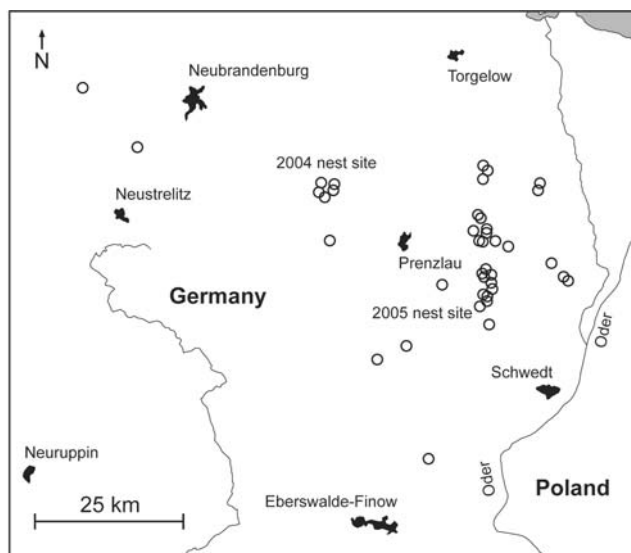 N
Neubrandenburg
Torgelow
2004 nest site
Neustrelitz
Prenzlau
Germany
2005 nest site
Oder
Schwedt
Neuruppin
25 km
Eberswalde-Finow
Oder
Poland